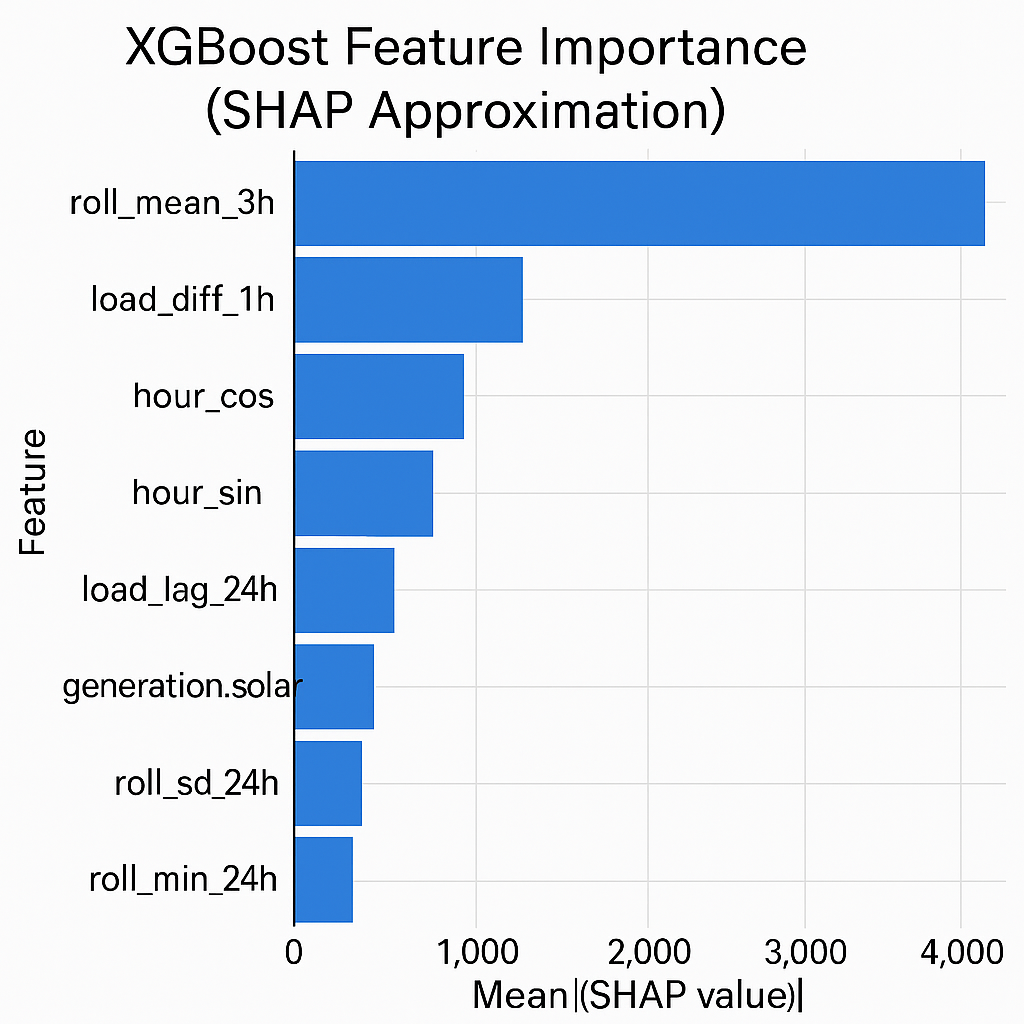 XGBoost Feature Importance
(SHAP Approximation)
Feature
roll_mean_3h
load_diff_1h
hour_cos
hour_sin
load_lag_24h
generation.solar
roll_sd_24h
roll_min_24h
0 1,000 2,000 3,000 4,000
Mean|(SHAP value)|